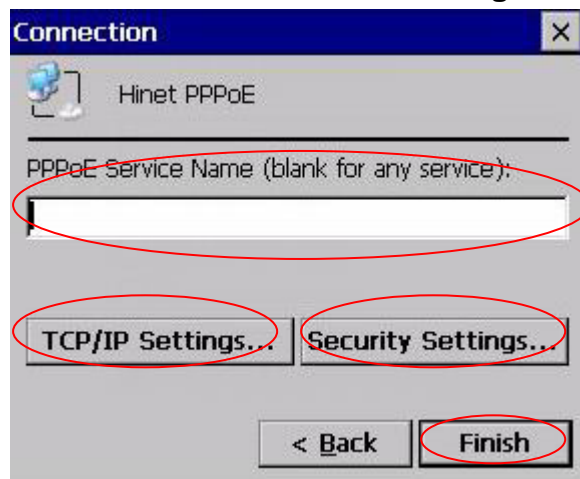 Connection
Hinet PPPoE
PPPoE Service Name (blank for any service):
TCP/IP Settings... Security Settings...
< Back Finish